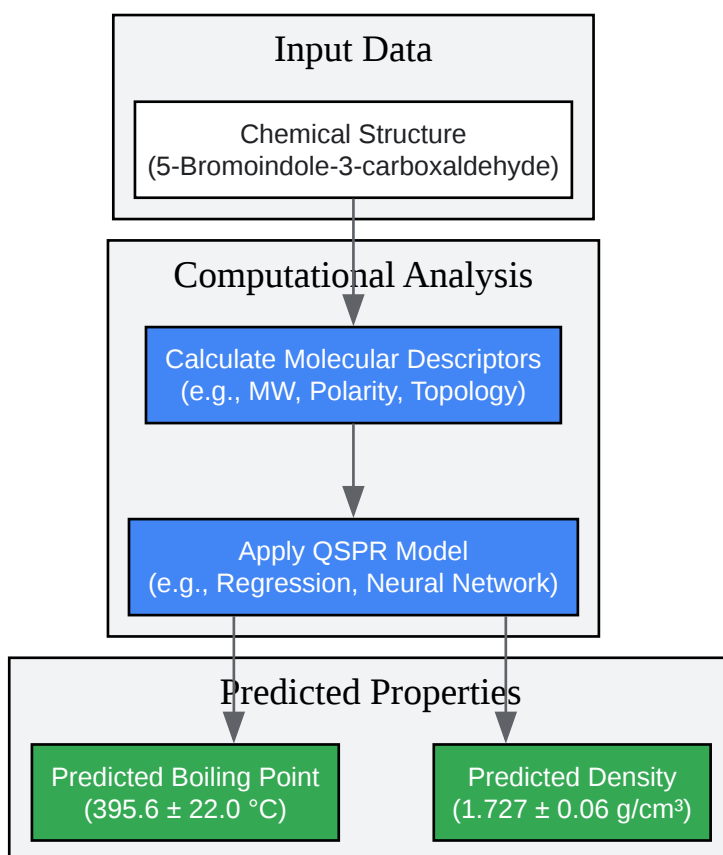 Input Data
Chemical Structure
(5-Bromoindole-3-carboxaldehyde)
Computational Analysis
Calculate Molecular Descriptors
(e.g., MW, Polarity, Topology)
Apply QSPR Model
(e.g., Regression, Neural Network)
Predicted Properties
Predicted Boiling Point
(395.6 ± 22.0 °C)
Predicted Density
(1.727 ± 0.06 g/cm³)